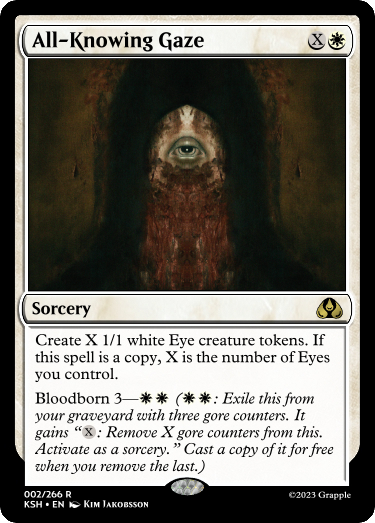 All-Knowing Gaze X
Sorcery
Create X 1/1 white Eye creature tokens. If
this spell is a copy, X is the number of Eyes
you control.
Bloodborn 3— ( : Exile this from
your graveyard with three gore counters. It
gains “X: Remove X gore counters from this.
Activate as a sorcery.” Cast a copy of it for free
when you remove the last.)
002/266 R
KSH • EN Kim Jakobsson
©2023 Grapple